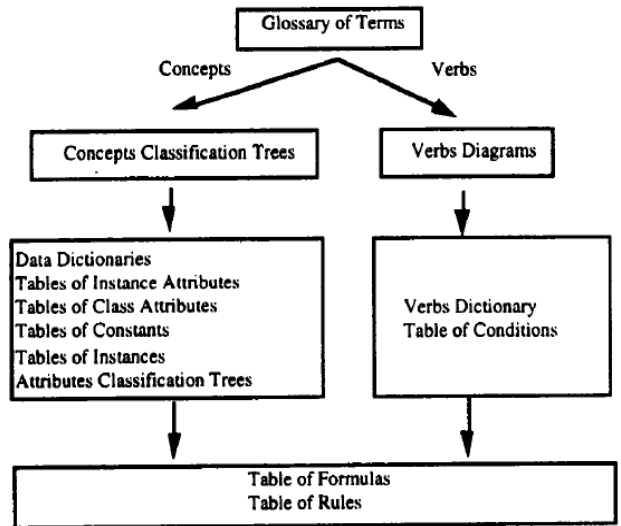 Glossary of Terms
Concepts
Verbs
Concepts Classification Trees
Verbs Diagrams
Data Dictionaries
Tables of Instance Attributes
Tables of Class Attributes
Tables of Constants
Tables of Instances
Attributes Classification Trees
Verbs Dictionary
Table of Conditions
Table of Formulas
Table of Rules